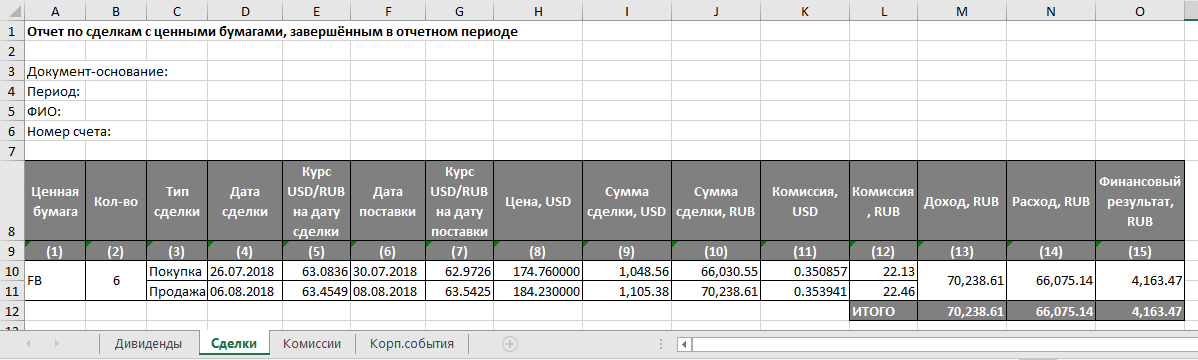 A B C D E F G H I J K L M N O
1 Отчет по сделкам с ценными бумагами, завершённым в отчетном периоде
2
3 Документ-основание:
4 Период:
5 ФИО:
6 Номер счета:
7
8 Ценная бумага Кол-во Тип сделки Дата сделки Курс USD/RUB на дату сделки Дата поставки Курс USD/RUB на дату поставки Цена, USD Сумма сделки, USD Сумма сделки, RUB Комиссия, USD Комиссия , RUB Доход, RUB Расход, RUB Финансовый результат, RUB
9 (1) (2) (3) (4) (5) (6) (7) (8) (9) (10) (11) (12) (13) (14) (15)
10 FB 6 Покупка 26.07.2018 63.0836 30.07.2018 62.9726 174.760000 1,048.56 66,030.55 0.350857 22.13 70,238.61 66,075.14 4,163.47
11 Продажа 06.08.2018 63.4549 08.08.2018 63.5425 184.230000 1,105.38 70,238.61 0.353941 22.46
12 ИТОГО 70,238.61 66,075.14 4,163.47
Дивиденды Сделки Комиссии Корп.события